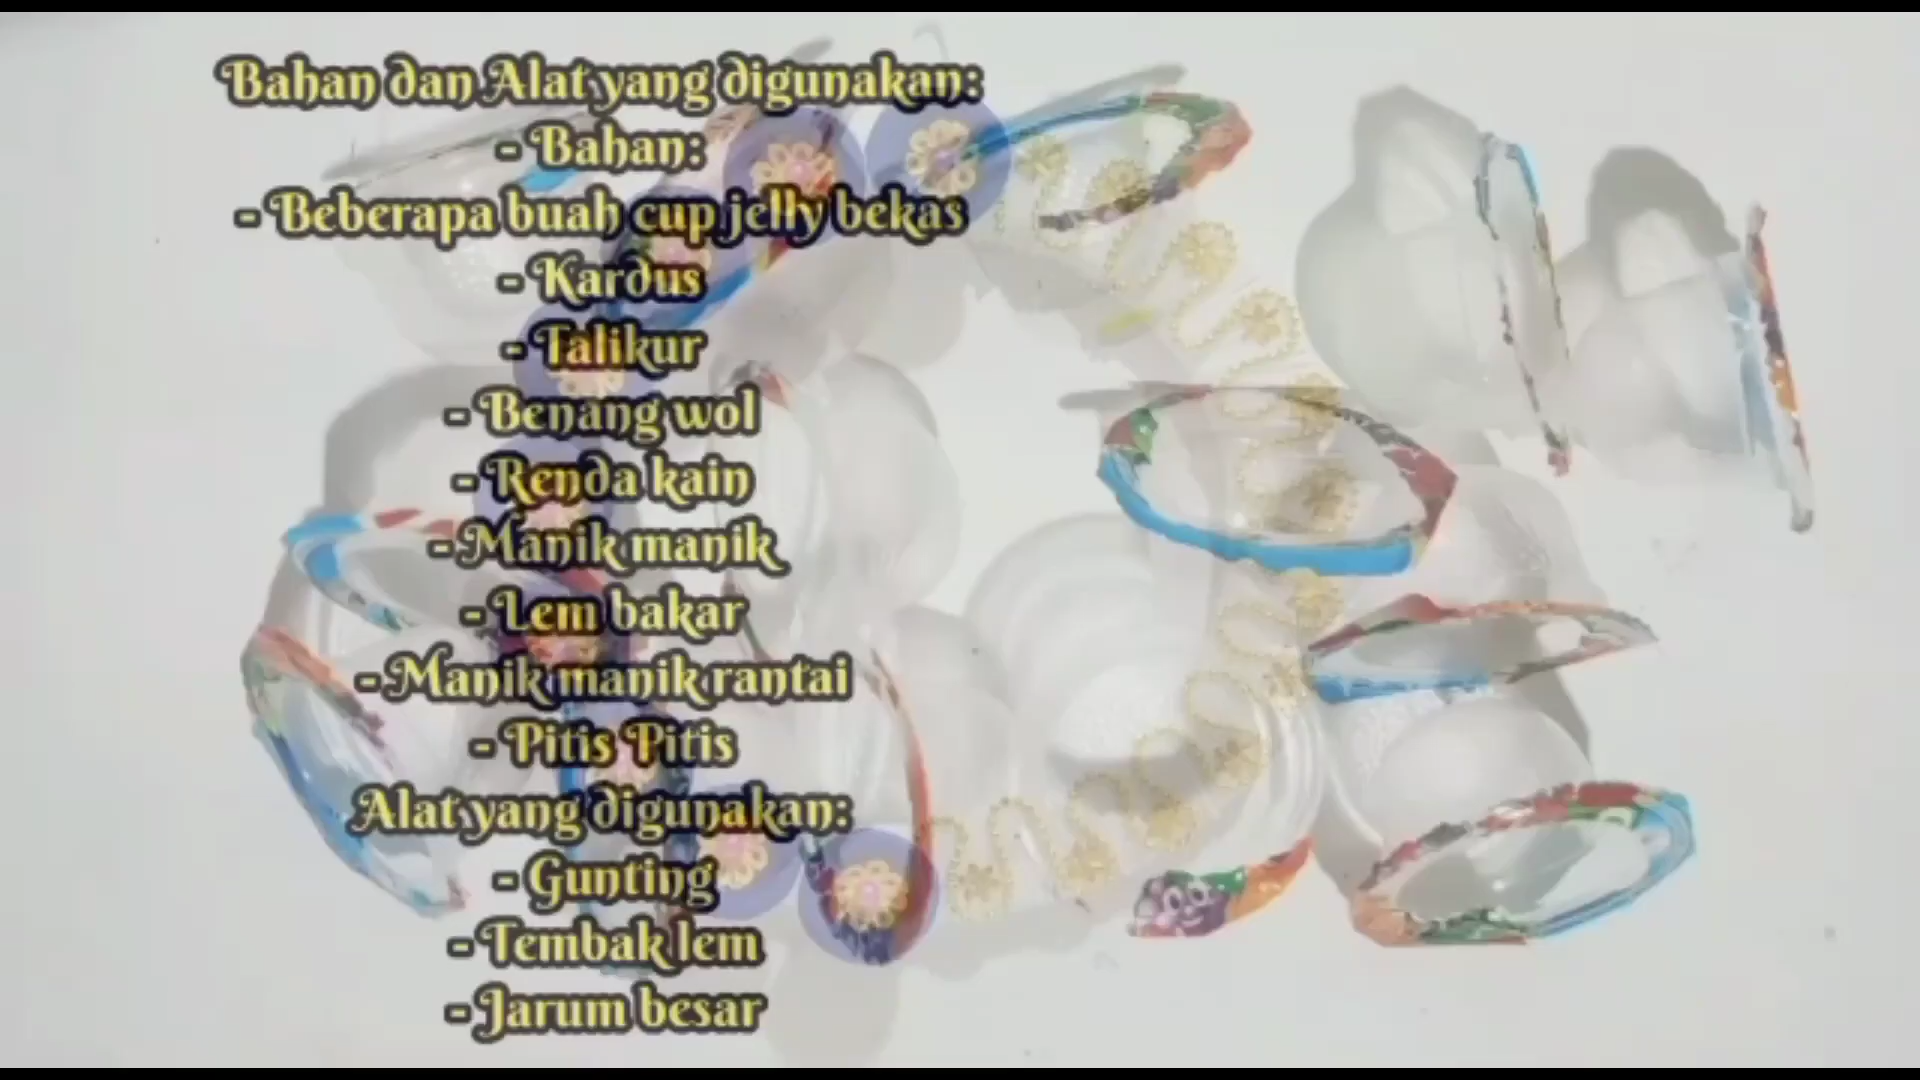 Bahan dan Alat yang digunakan:
- Bahan:
- Beberapa buah cup jelly bekas
- Kardus
- Talikur
- Benang wol
- Renda kain
- Manik manik
- Lem bakar
- Manik manik rantai
- Pitis Pitis
Alat yang digunakan:
- Gunting
- Tembak lem
- Jarum besar